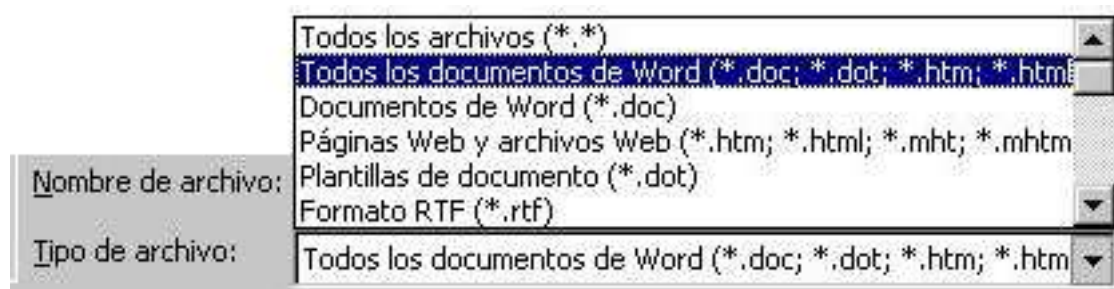 Todos los archivos (*.*)
Todos los documentos de Word (*.doc; *.dot; *.htm; *.html
Documentos de Word (*.doc)
Páginas Web y archivos Web (*.htm; *.html; *.mht; *.mhtm
Nombre de archivo: Plantillas de documento (*.dot)
Formato RTF (*.rtf)
Tipo de archivo: Todos los documentos de Word (*.doc; *.dot; *.htm; *.htm